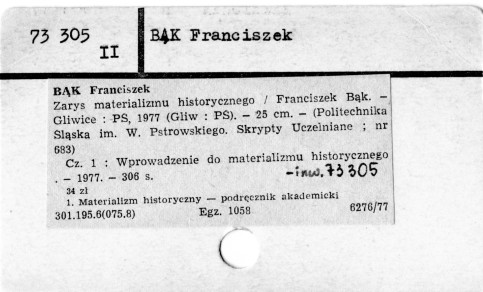 73 305 BĄK Franciszek
II
BĄK Franciszek
Zarys materializmu historycznego / Franciszek Bąk. –
Gliwice : PŚ, 1977 (Gliw : PŚ). – 25 cm. – (Politechnika
Śląska im. W. Pstrowskiego. Skrypty Uczelniane ; nr
683)
Cz. 1 : Wprowadzenie do materializmu historycznego
. – 1977. – 306 s.
-inw. 73 305
34 zł
1. Materializm historyczny — podręcznik akademicki
301.195.6(075.8) Egz. 1058 6276/77